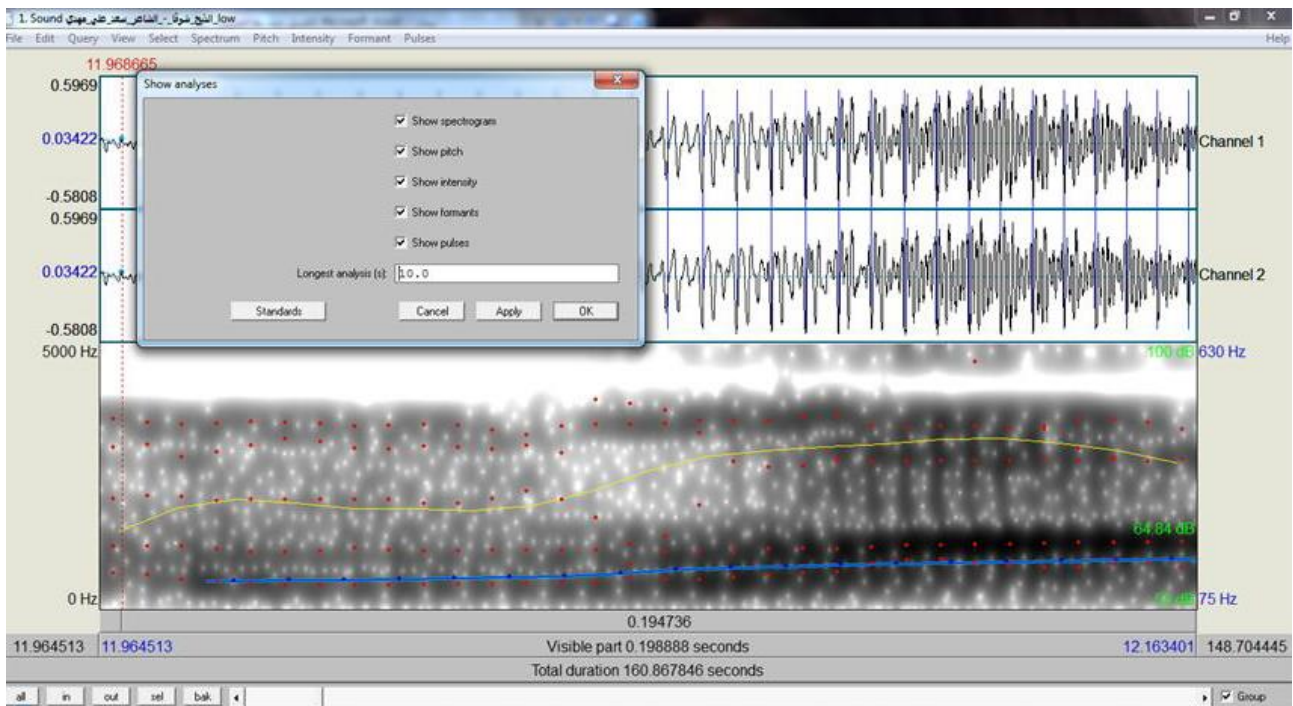 1. Sound الشيخ_شوقا_-_الشاعر_سعد_علي_مهدي_low
File Edit Query View Select Spectrum Pitch Intensity Formant Pulses Help
11.968665
Show analyses
0.5969
Show spectrogram
0.03422
Show pitch
Channel 1
Show intensity
-0.5808
Show formants
0.5969
Show pulses
0.03422
Longest analysis (s): 10.0
Channel 2
Standards Cancel Apply OK
-0.5808
5000 Hz 100 dB 630 Hz
64.84 dB
0 Hz 75 Hz
0.194736
11.964513 11.964513 Visible part 0.198888 seconds 12.163401 148.704445
Total duration 160.867846 seconds
all in out sel bak Group